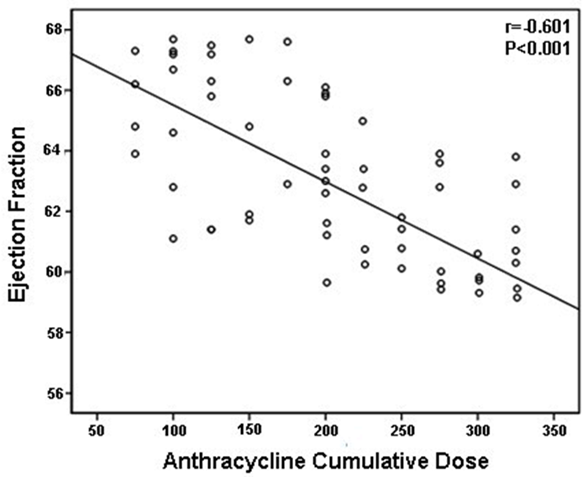 r=-0.601
P<0.001
Ejection Fraction
68
66
64
62
60
58
56
50 100 150 200 250 300 350
Anthracycline Cumulative Dose